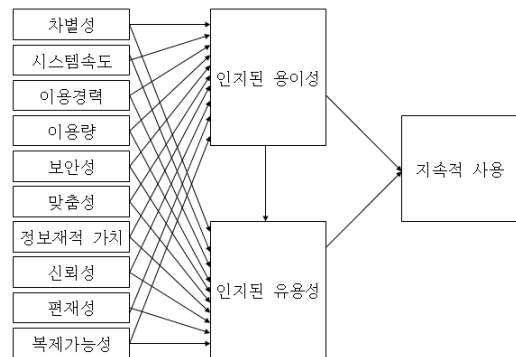 차별성
시스템속도
이용경력
이용량
보안성
맞춤성
정보재적 가치
신뢰성
편재성
복제가능성
인지된 용이성
인지된 유용성
지속적 사용